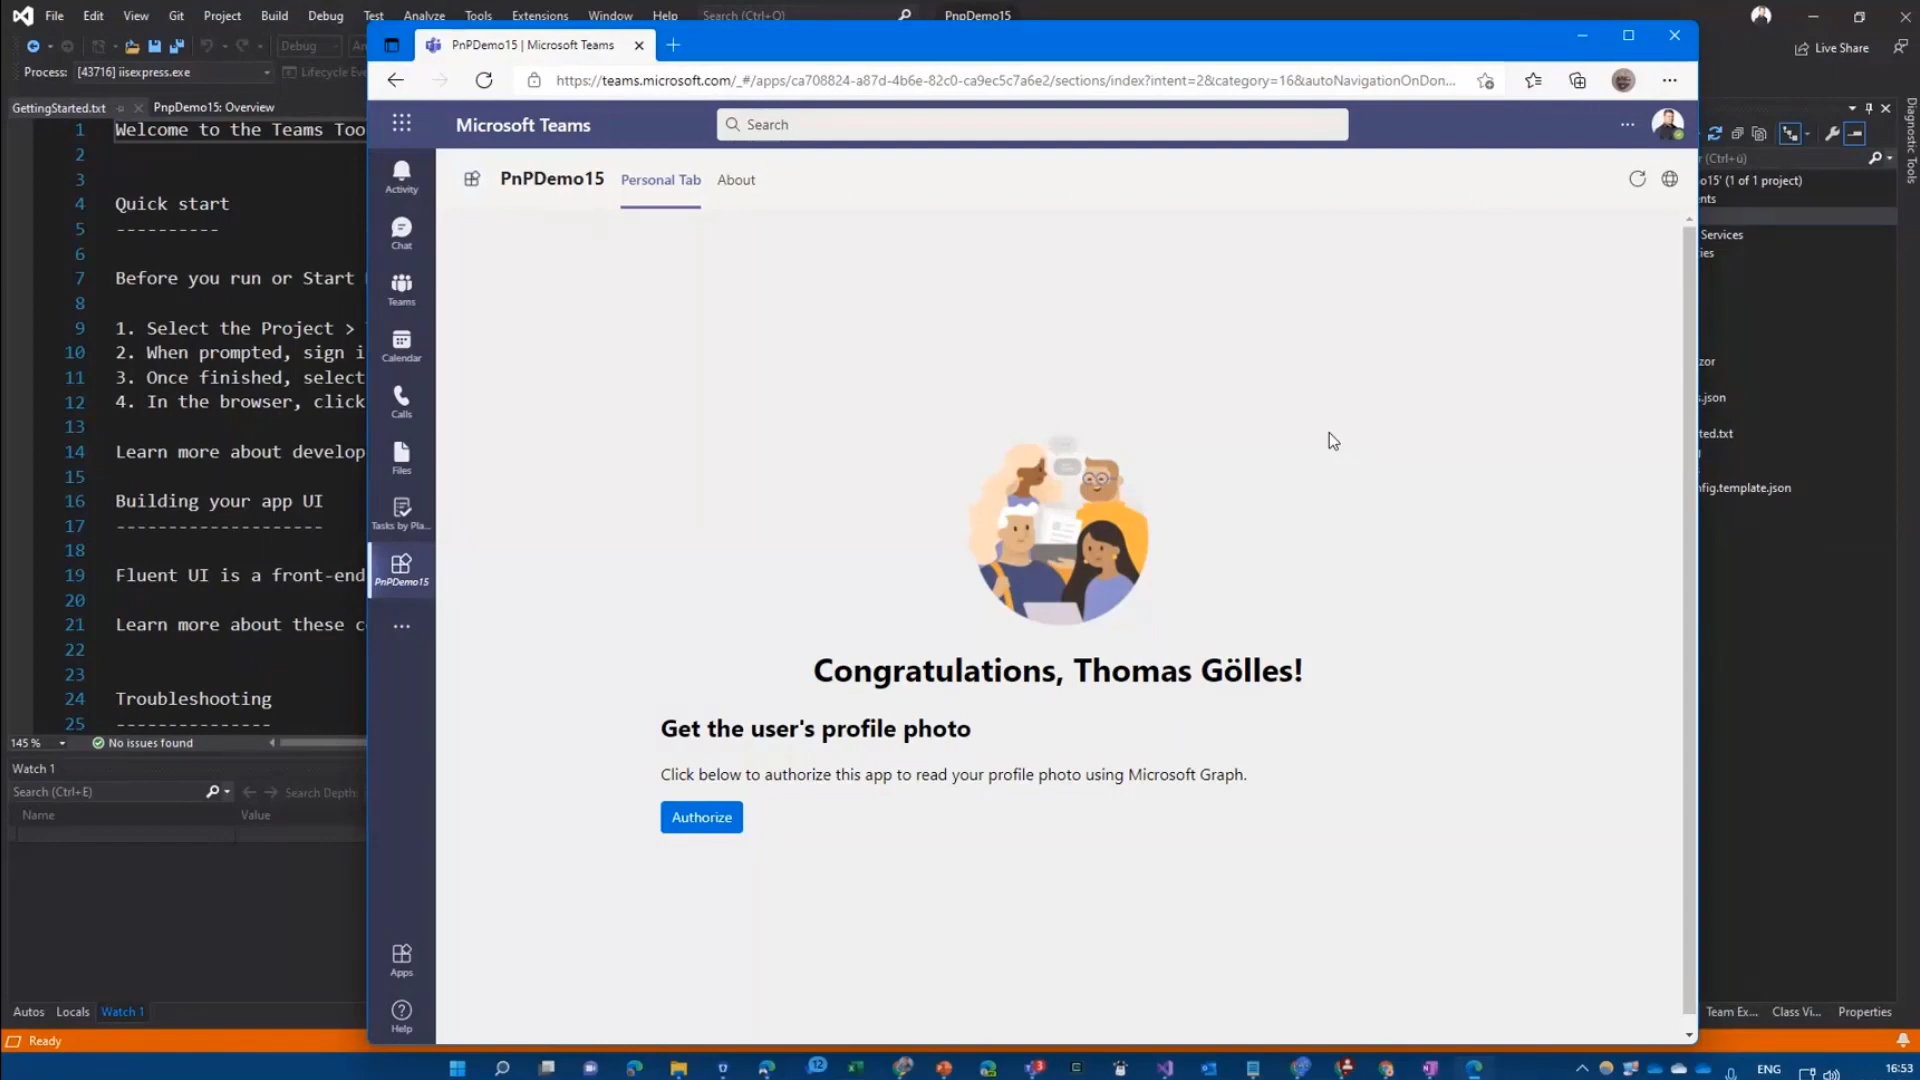 File Edit View Git Project Build Debug Test Analyze Tools Extensions Window Help Search (Ctrl+Q) PnpDemo15
Debug
Live Share
Process: [43716] iisexpress.exe Lifecycle Eve
GettingStarted.txt PnpDemo15: Overview
1 Welcome to the Teams Too
2
3
4 Quick start
5 ----------
6
7 Before you run or Start
8
9 1. Select the Project >
10 2. When prompted, sign i
11 3. Once finished, select
12 4. In the browser, click
13
14 Learn more about develop
15
16 Building your app UI
17 --------------------
18
19 Fluent UI is a front-end
20
21 Learn more about these c
22
23
24 Troubleshooting
25 ---------------
145 % No issues found
Watch 1
Search (Ctrl+E) Search Depth:
Name Value
Autos Locals Watch 1
Ready
PnPDemo15 | Microsoft Teams
https://teams.microsoft.com/_#/apps/ca708824-a87d-4b6e-82c0-ca9ec5c7a6e2/sections/index?intent=2&category=16&autoNavigationOnDon...
Microsoft Teams Search
Activity
Chat
Teams
Calendar
Calls
Files
Tasks by Pla...
PnPDemo15
Apps
Help
PnPDemo15 Personal Tab About
Congratulations, Thomas Gölles!
Get the user's profile photo
Click below to authorize this app to read your profile photo using Microsoft Graph.
Authorize
Diagnostic Tools
r (Ctrl+ü)
o15' (1 of 1 project)
nts
Services
ies
zor
s.json
ted.txt
nfig.template.json
Team Ex... Class Vi... Properties
12
3
ENG 16:53